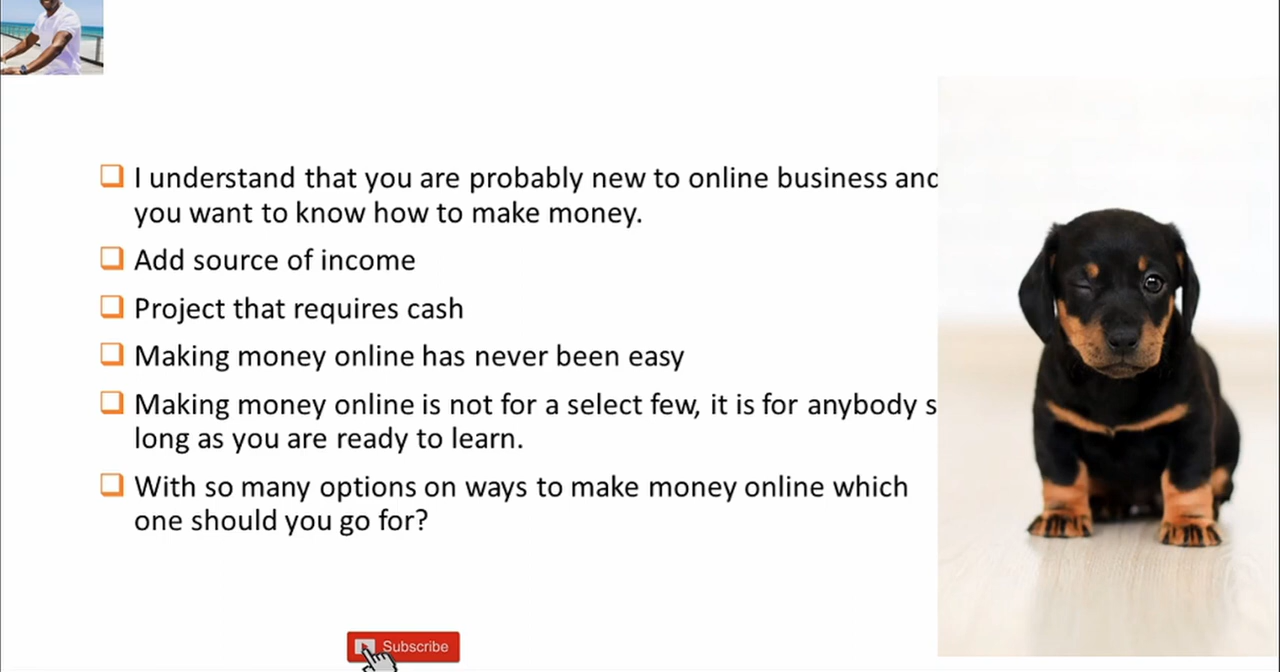 I understand that you are probably new to online business and
you want to know how to make money.
Add source of income
Project that requires cash
Making money online has never been easy
Making money online is not for a select few, it is for anybody s
long as you are ready to learn.
With so many options on ways to make money online which
one should you go for?
Subscribe